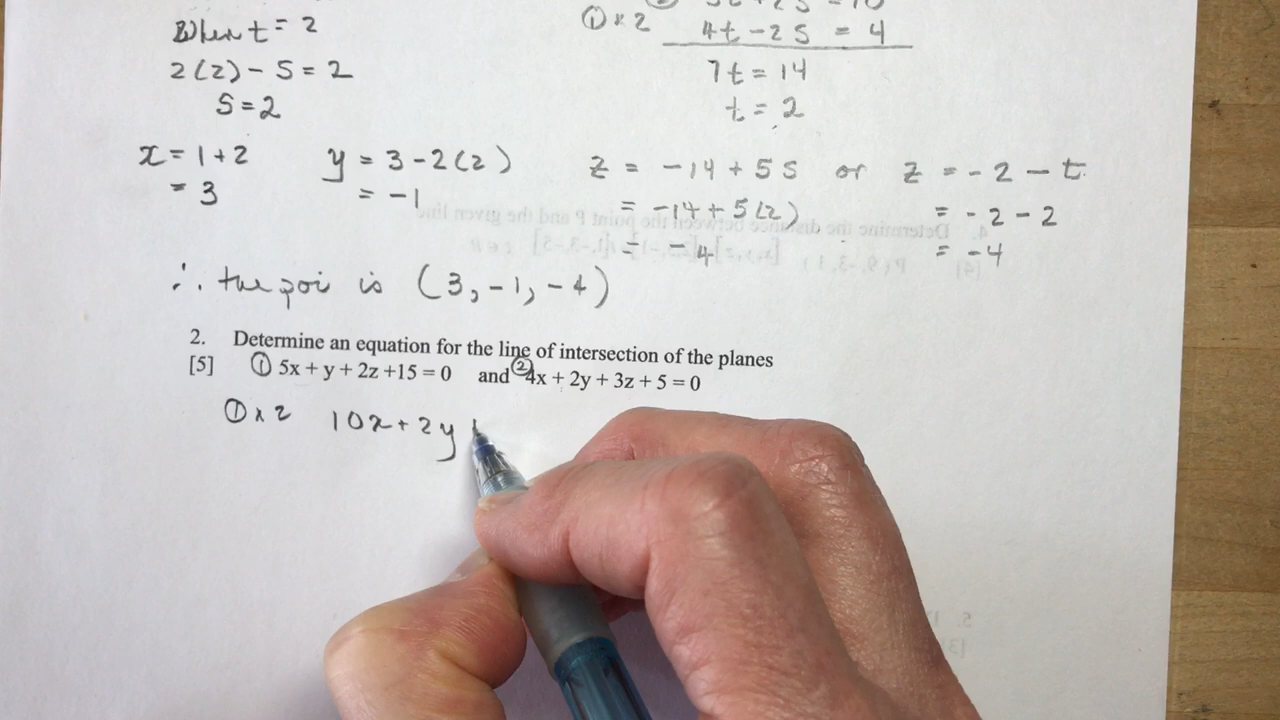 When t = 2
① x 2 4t - 2s = 4
2(2) - s = 2 7t = 14
s = 2 t = 2
x = 1 + 2 y = 3 - 2(2) z = -14 + 5s or z = -2 - t
= 3 = -1 = -14 + 5(2) = -2 - 2
= -4 = -4
∴ the poi is (3, -1, -4)
2. Determine an equation for the line of intersection of the planes
[5] ① 5x + y + 2z +15 = 0 and ② 4x + 2y + 3z + 5 = 0
① x 2 10x + 2y